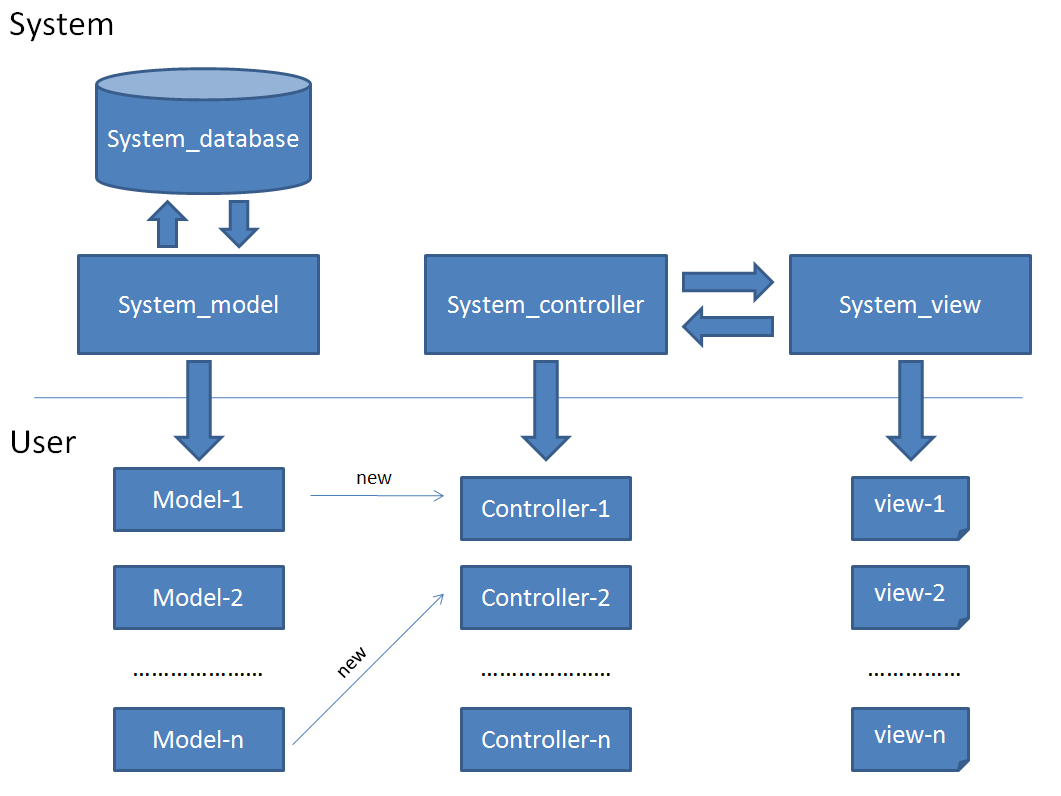 System
System_database
System_model
System_controller
System_view
User
Model-1
new
Controller-1
view-1
Model-2
Controller-2
view-2
new
.....................
.....................
...............
Model-n
Controller-n
view-n